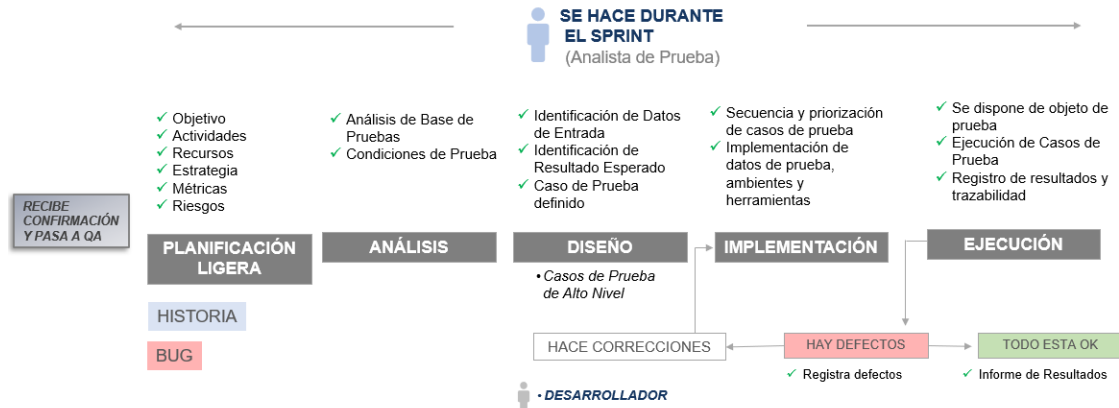 SE HACE DURANTE
EL SPRINT
(Analista de Prueba)
RECIBE
CONFIRMACIÓN
Y PASA A QA
✓ Objetivo
✓ Actividades
✓ Recursos
✓ Estrategia
✓ Métricas
✓ Riesgos
PLANIFICACIÓN
LIGERA
HISTORIA
BUG
✓ Análisis de Base de
Pruebas
✓ Condiciones de Prueba
ANÁLISIS
✓ Identificación de Datos
de Entrada
✓ Identificación de
Resultado Esperado
✓ Caso de Prueba
definido
DISEÑO
• Casos de Prueba
de Alto Nivel
✓ Secuencia y priorización
de casos de prueba
✓ Implementación de
datos de prueba,
ambientes y
herramientas
IMPLEMENTACIÓN
✓ Se dispone de objeto de
prueba
✓ Ejecución de Casos de
Prueba
✓ Registro de resultados y
trazabilidad
EJECUCIÓN
HACE CORRECCIONES
HAY DEFECTOS
✓ Registra defectos
TODO ESTA OK
✓ Informe de Resultados
• DESARROLLADOR